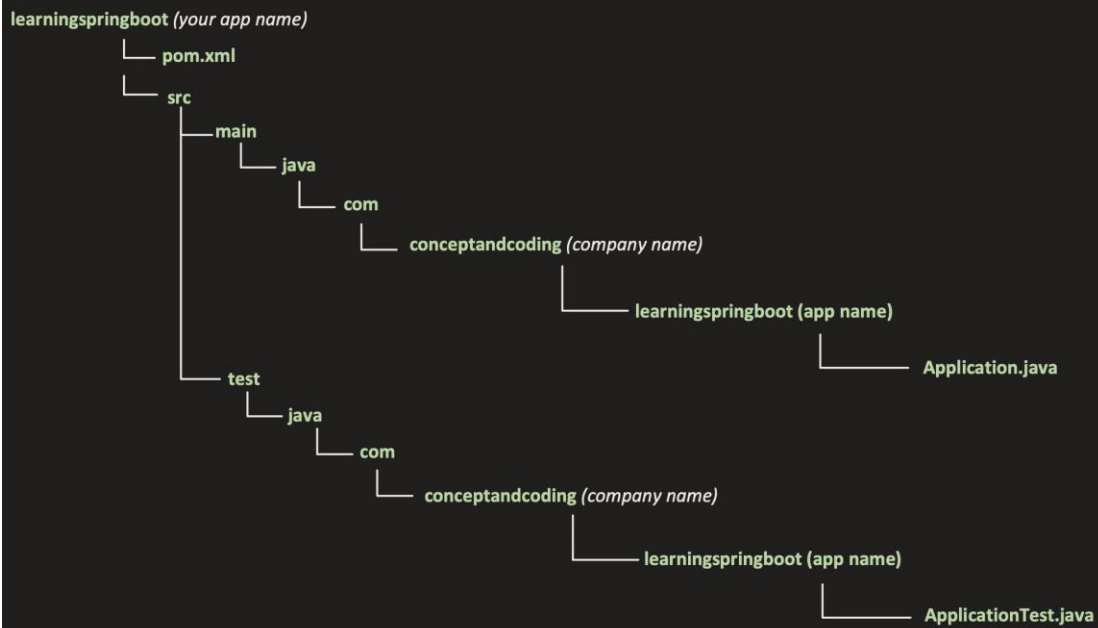 learningspringboot (your app name)
pom.xml
src
main
java
com
conceptandcoding (company name)
learningspringboot (app name)
Application.java
test
java
com
conceptandcoding (company name)
learningspringboot (app name)
ApplicationTest.java